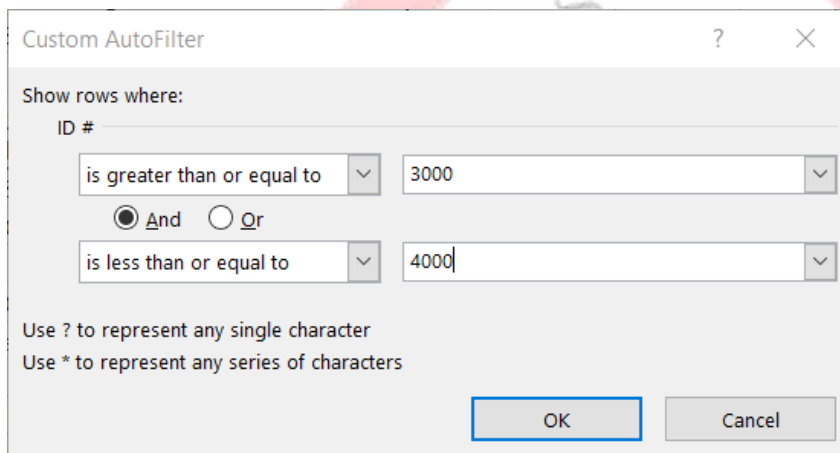 Custom AutoFilter ?
Show rows where:
ID #
is greater than or equal to 3000
And Or
is less than or equal to 4000
Use ? to represent any single character
Use * to represent any series of characters
OK Cancel